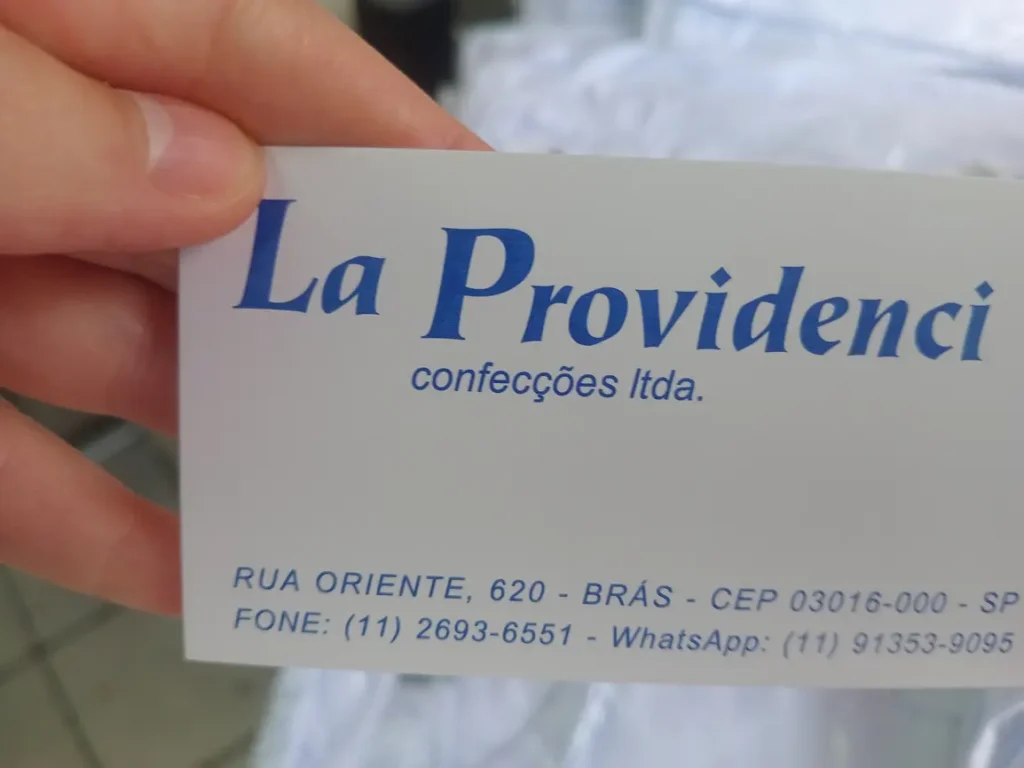 La Providenci
confecções ltda.
RUA ORIENTE, 620 - BRÁS - CEP 03016-000 - SP
FONE: (11) 2693-6551 - WhatsApp: (11) 91353-9095